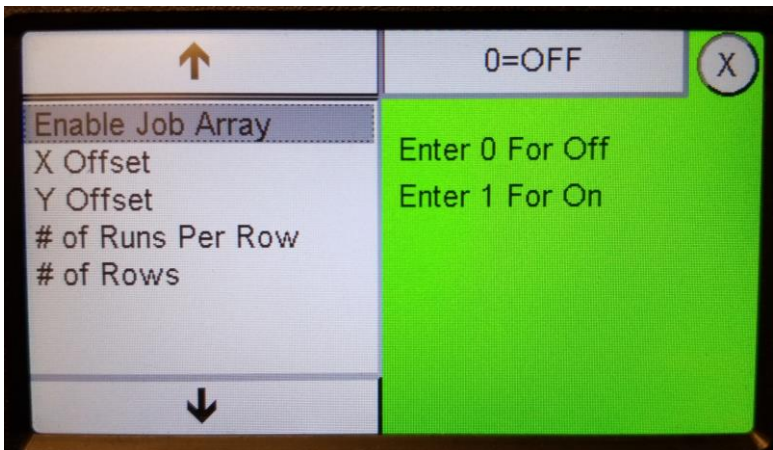 0=OFF
X
Enable Job Array
X Offset
Y Offset
# of Runs Per Row
# of Rows
Enter 0 For Off
Enter 1 For On